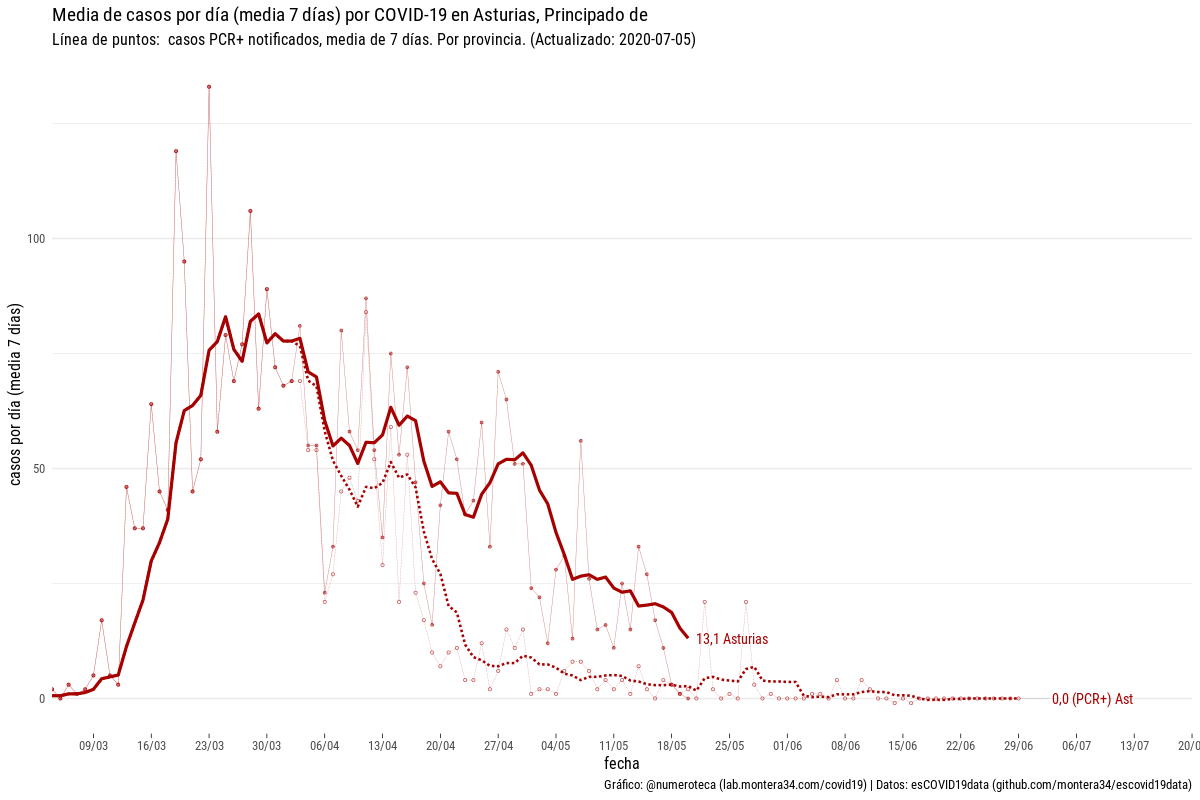 Media de casos por día (media 7 días) por COVID-19 en Asturias, Principado de
Línea de puntos:  casos PCR+ notificados, media de 7 días. Por provincia. (Actualizado: 2020-07-05)
casos por día (media 7 días)
100
50
0
13,1 Asturias
0,0 (PCR+) Ast
09/03 16/03 23/03 30/03 06/04 13/04 20/04 27/04 04/05 11/05 18/05 25/05 01/06 08/06 15/06 22/06 29/06 06/07 13/07 20/0
fecha
Gráfico: @numeroteca (lab.montera34.com/covid19) | Datos: esCOVID19data (github.com/montera34/escovid19data)